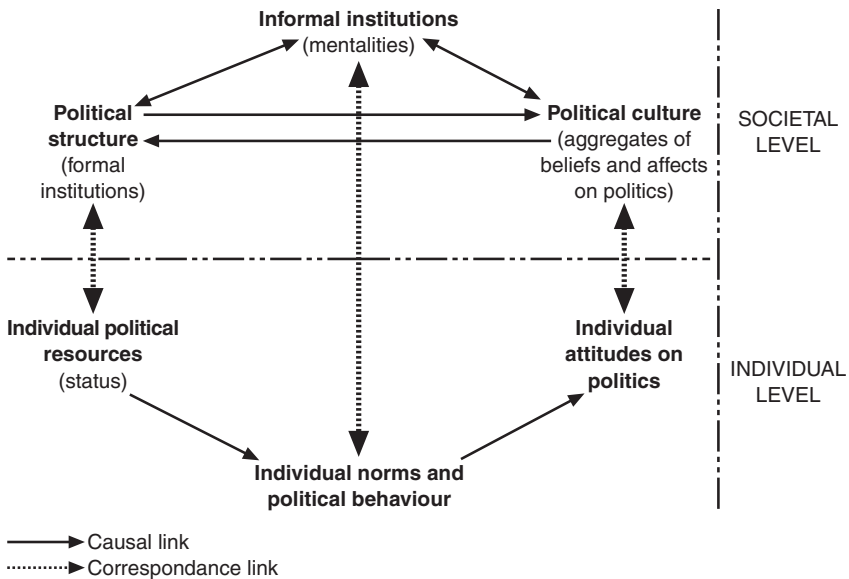 Informal institutions
(mentalities)
Political
structure
(formal
institutions)
Political culture
(aggregates of
beliefs and affects
on politics)
SOCIETAL
LEVEL
Individual political
resources
(status)
Individual
attitudes on
politics
INDIVIDUAL
LEVEL
Individual norms and
political behaviour
Causal link
Correspondance link